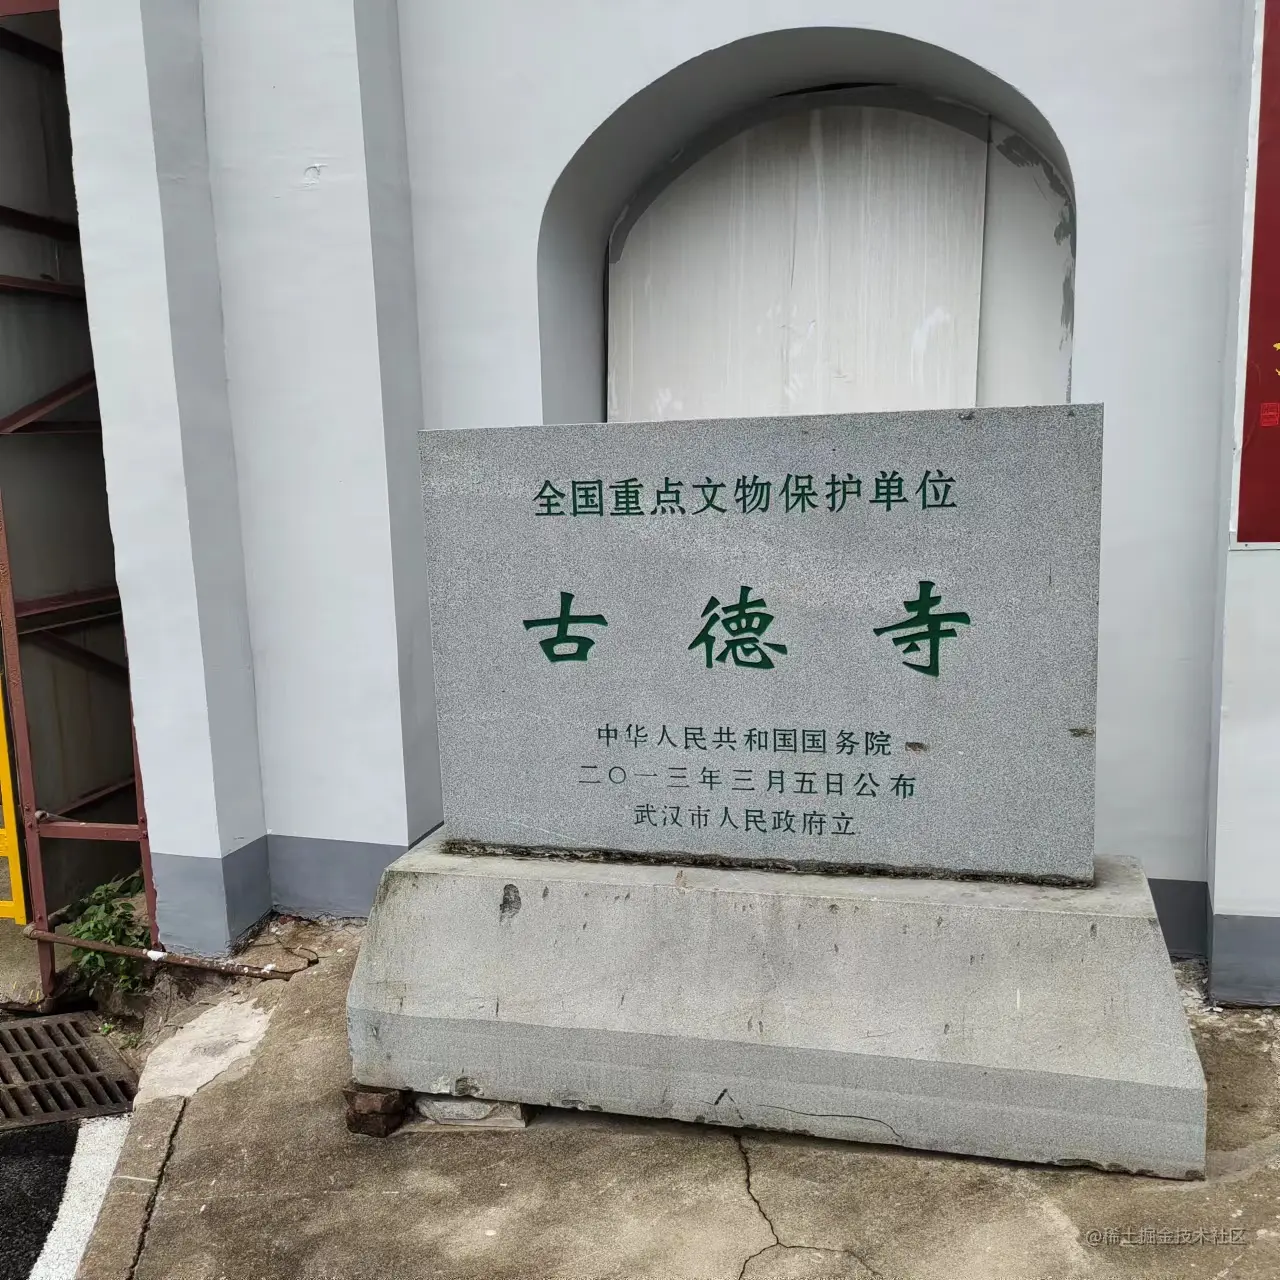 全国重点文物保护单位
古德寺
中华人民共和国国务院
二〇一三年三月五日公布
武汉市人民政府立
@稀土掘金技术社区